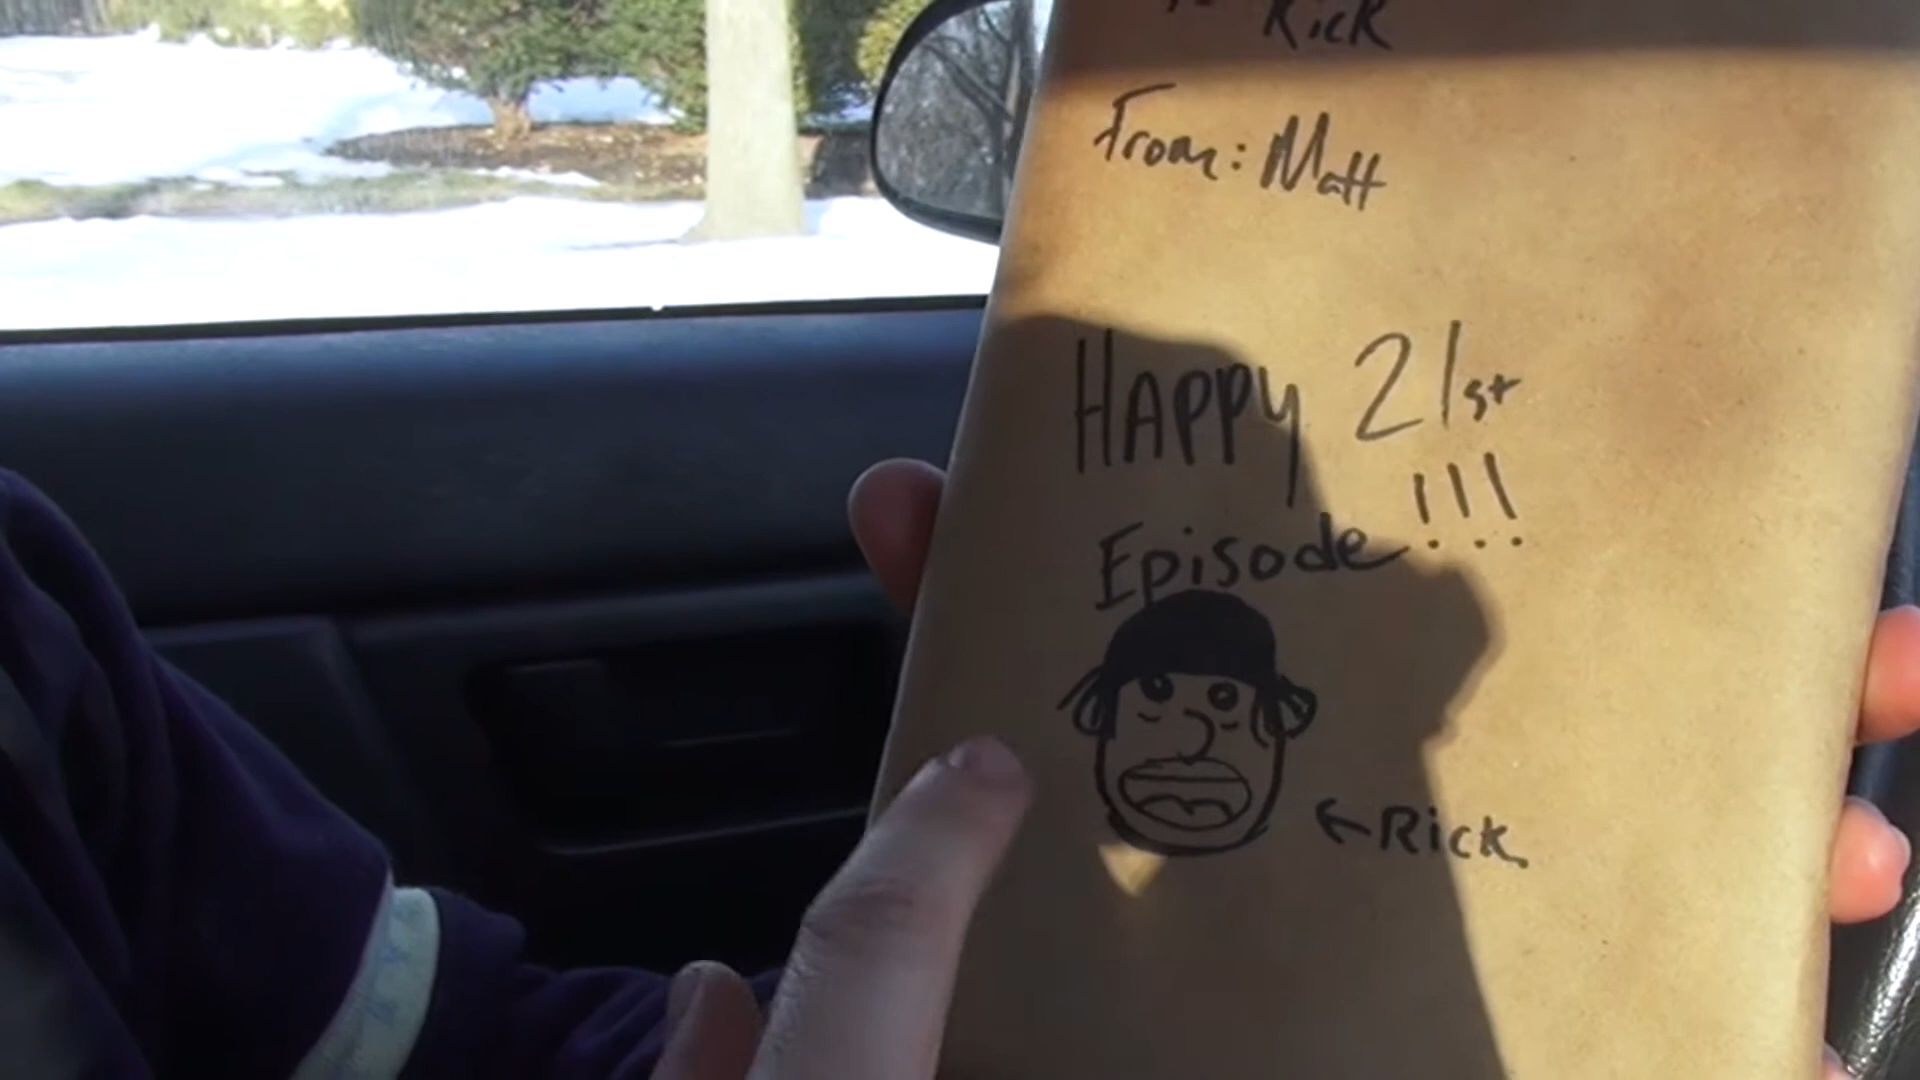 Rick
From: Matt
HAPPY 21st
Episode!!!
←Rick